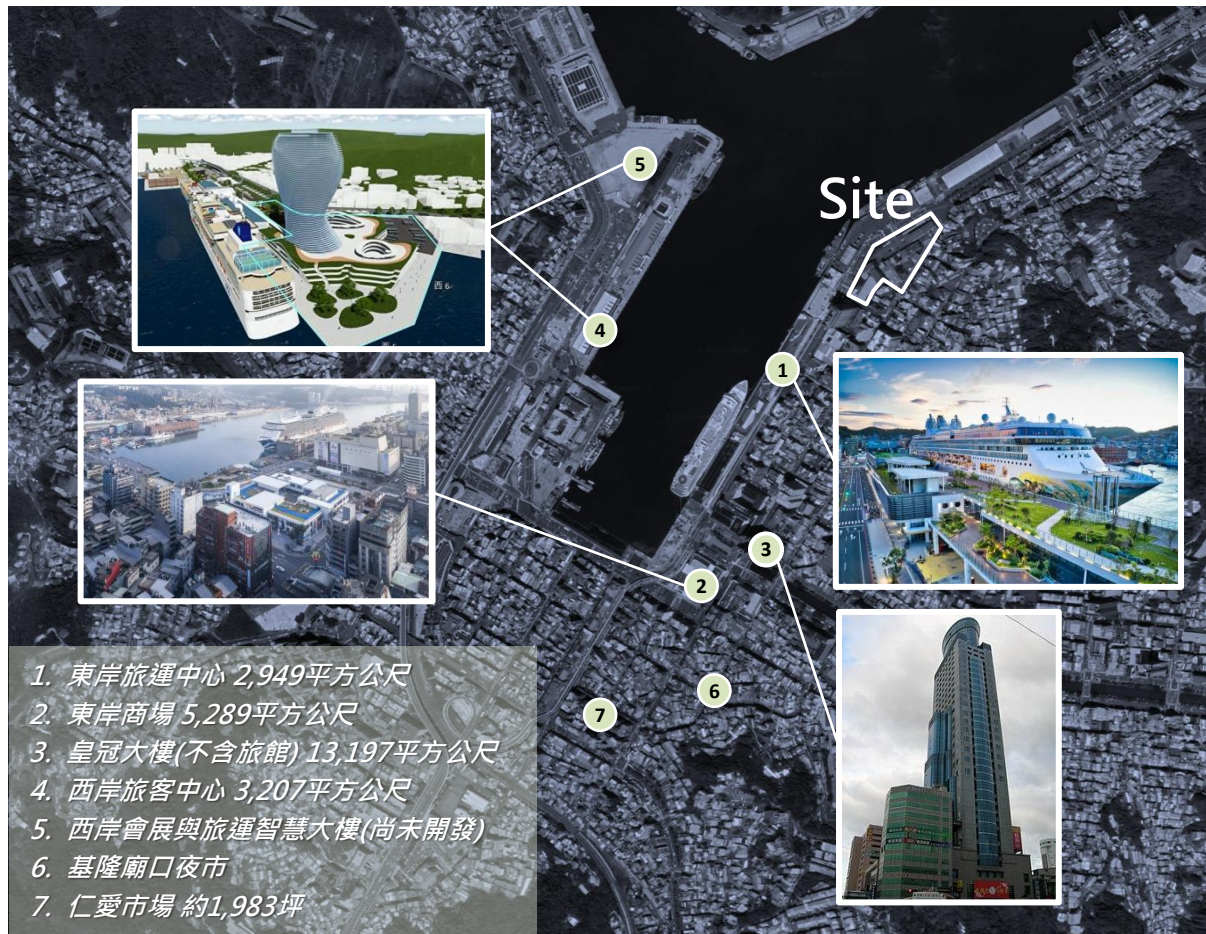 Site
西 6
5
4
1
3
2
6
7
1. 東岸旅運中心 2,949平方公尺
2. 東岸商場 5,289平方公尺
3. 皇冠大樓(不含旅館) 13,197平方公尺
4. 西岸旅客中心 3,207平方公尺
5. 西岸會展與旅運智慧大樓(尚未開發)
6. 基隆廟口夜市
7. 仁愛市場 約1,983坪